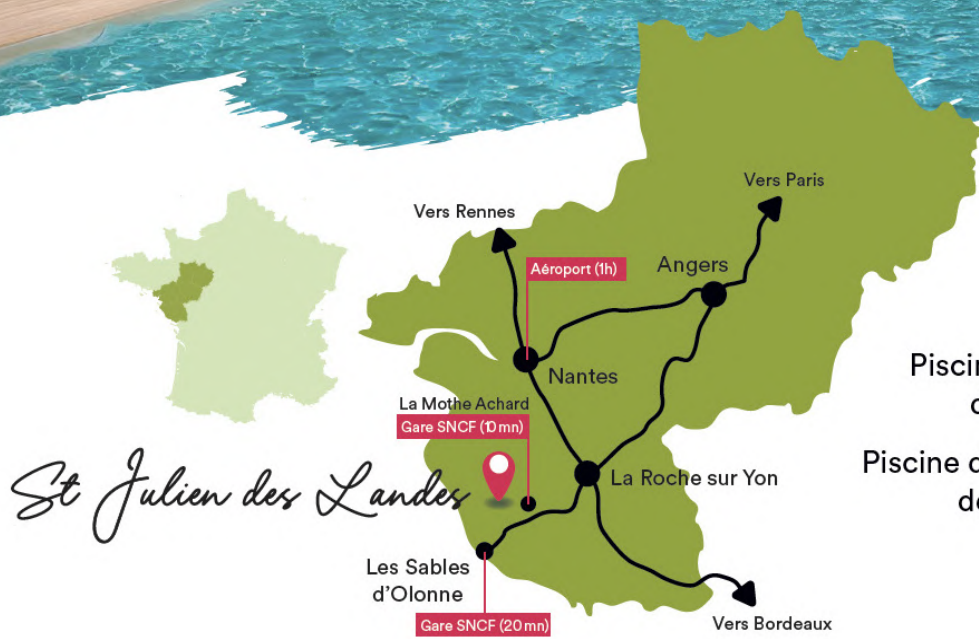 Vers Paris
Vers Rennes
Angers
Aéroport (1h)
Nantes
La Mothe Achard
Gare SNCF (10 mn)
St Julien des Landes
La Roche sur Yon
Les Sables
d'Olonne
Gare SNCF (20 mn)
Vers Bordeaux
Piscine